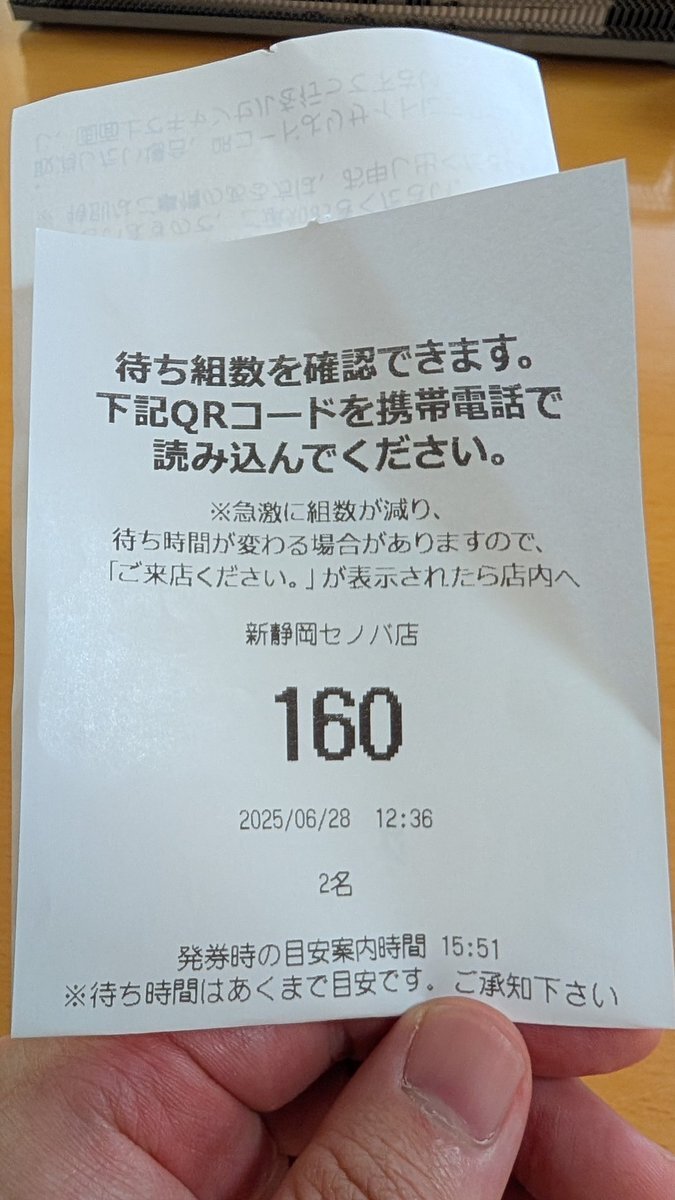 待ち組数を確認できます。
下記QRコードを携帯電話で
読み込んでください。
※急激に組数が減り、
待ち時間が変わる場合がありますので、
「ご来店ください。」が表示されたら店内へ
新静岡セノバ店
160
2025/06/28 12:36
2名
発券時の目安案内時間 15:51
※待ち時間はあくまで目安です。ご承知下さい